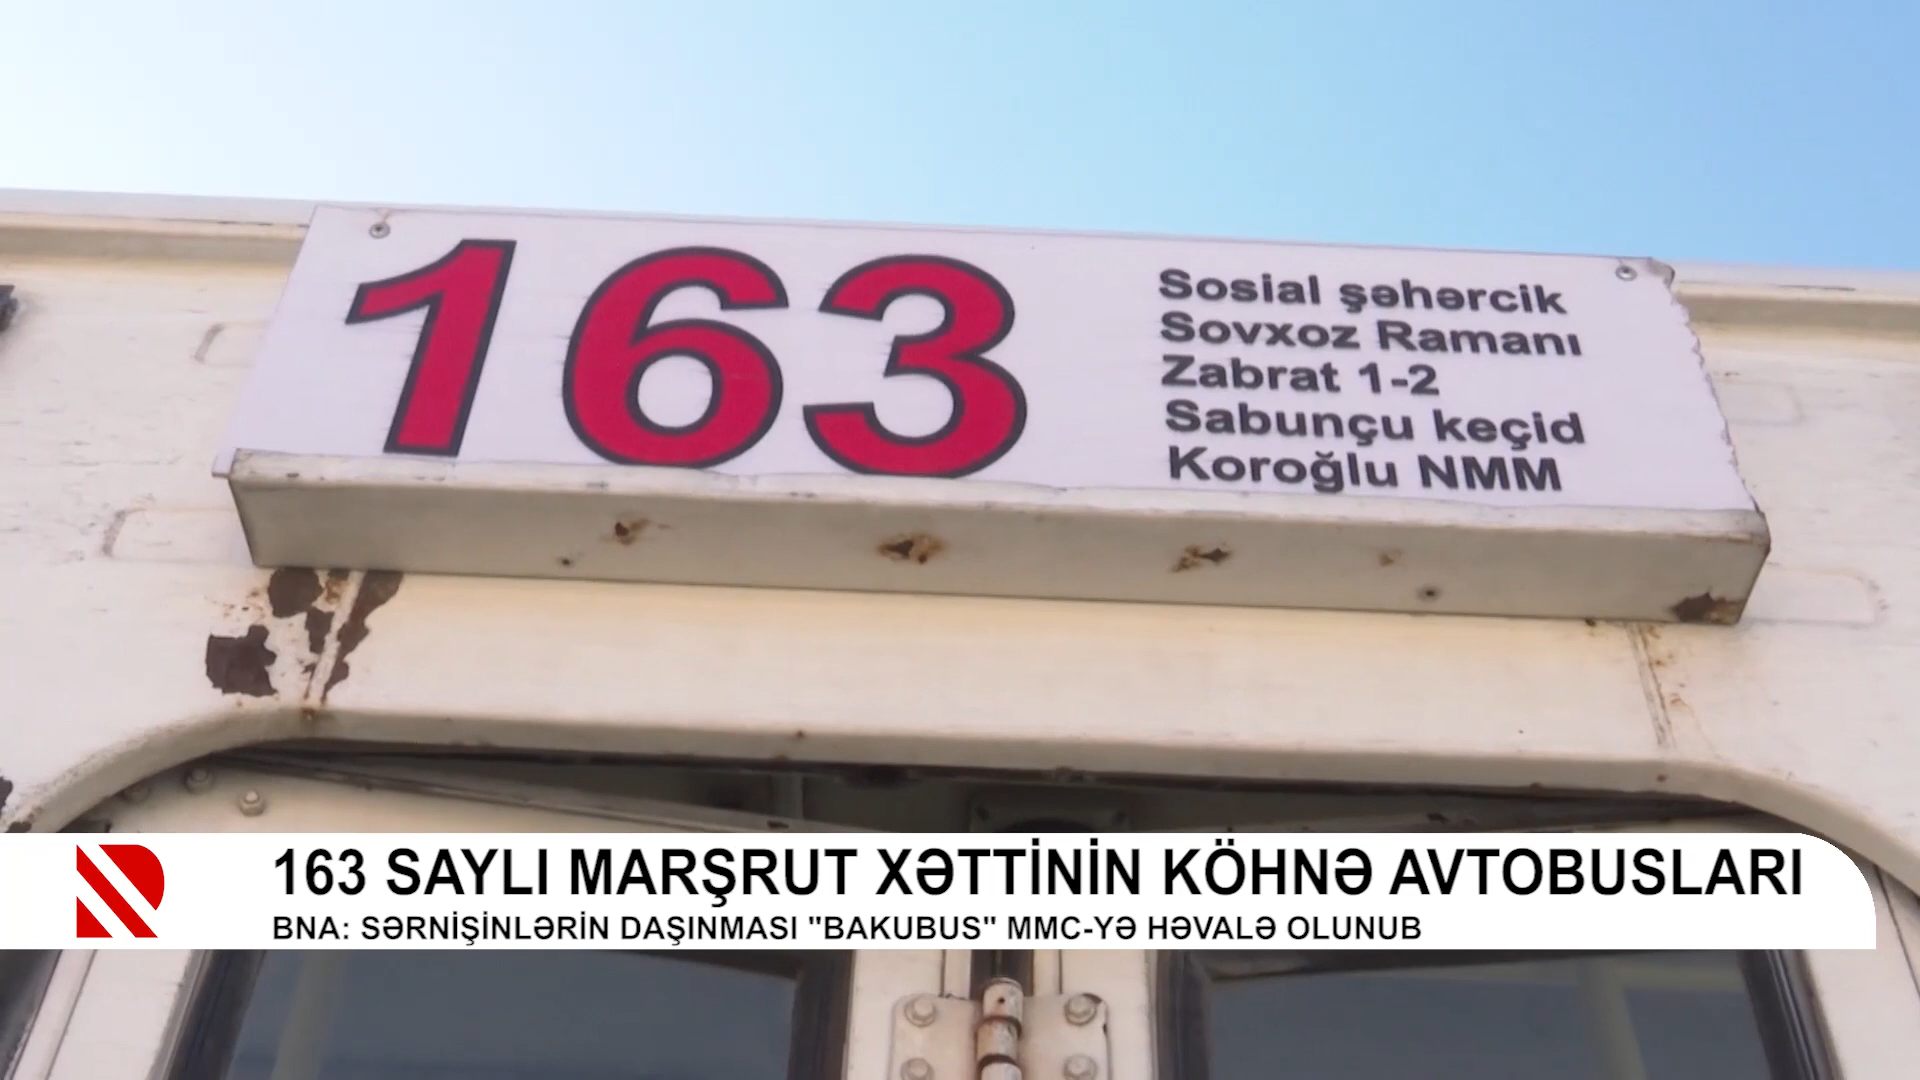 163
Sosial şəhərcik
Sovxoz Ramanı
Zabrat 1-2
Sabunçu keçid
Koroğlu NMM
163 SAYLI MARŞRUT XƏTTİNİN KÖHNƏ AVTOBUSLARI
BNA: SƏRNİŞİNLƏRİN DAŞINMASI "BAKUBUS" MMC-YƏ HƏVALƏ OLUNUB